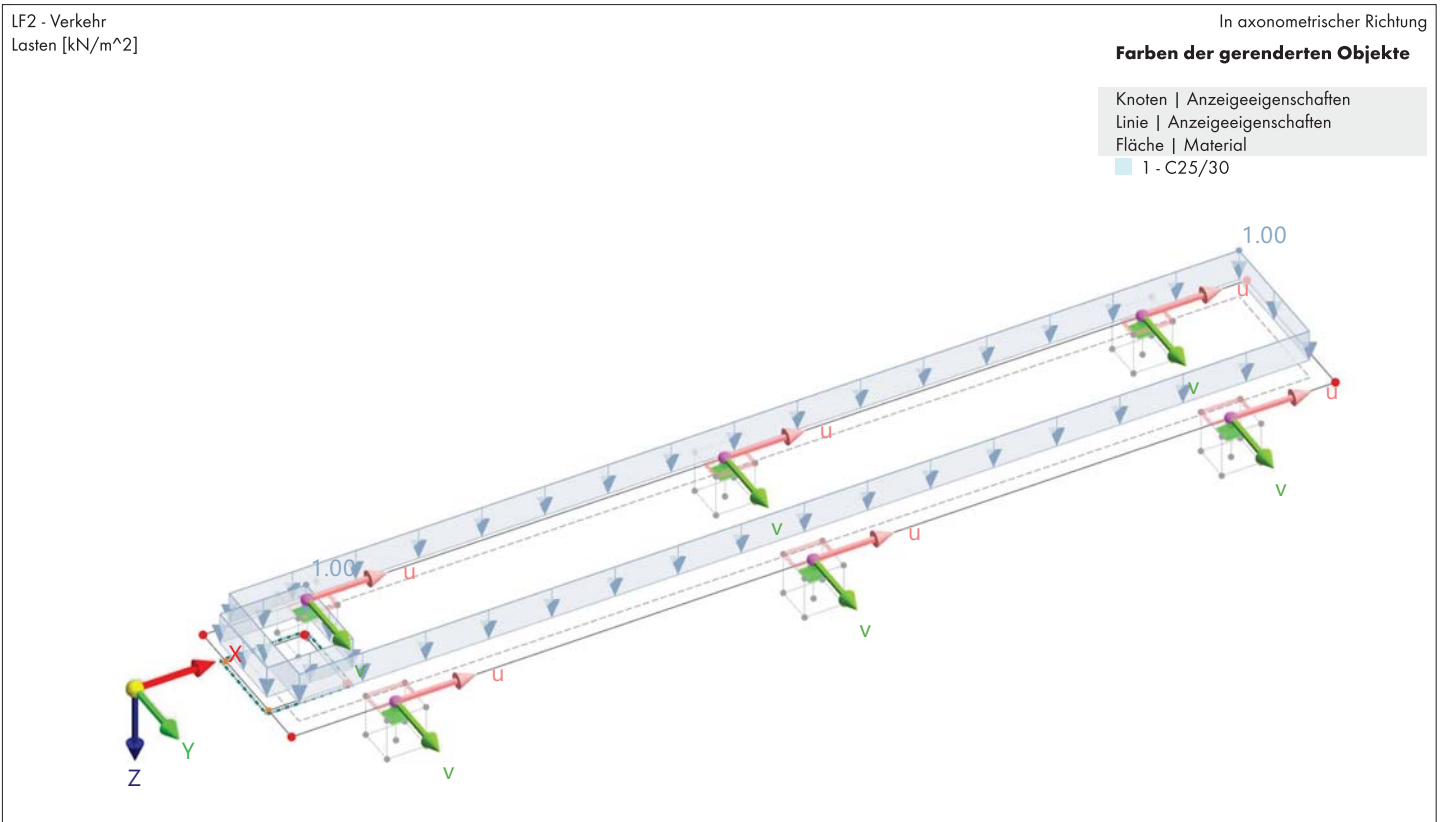 LF2 - Verkehr
Lasten [kN/m^2]
In axonometrischer Richtung
Farben der gerenderten Objekte
Knoten | Anzeigeeigenschaften
Linie | Anzeigeeigenschaften
Fläche | Material
1 - C25/30
1.00
u
v
u
u
v
v
u
v
1.00
u
v
u
v
X
Y
Z